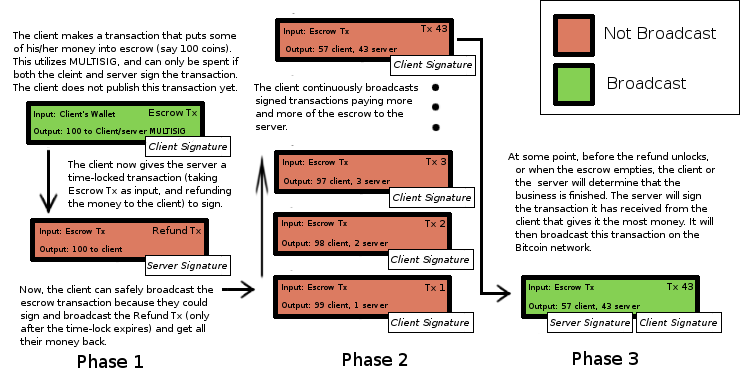 The client makes a transaction that puts some
of his/her money into escrow (say 100 coins).
This utilizes MULTISIG, and can only be spent if
both the cleint and server sign the transaction.
The client does not publish this transaction yet.
Input: Client's Wallet
Escrow Tx
Output: 100 to Client/server MULTISIG
Client Signature
The client now gives the server a
time-locked transaction (taking
Escrow Tx as input, and refunding
the money to the client) to sign.
Input: Escrow Tx
Refund Tx
Output: 100 to client
Server Signature
Now, the client can safely broadcast the
escrow transaction because they could
sign and broadcast the Refund Tx (only
after the time-lock expires) and get all
their money back.
Phase 1
Input: Escrow Tx
Tx 43
Output: 57 client, 43 server
Client Signature
The client continuously broadcasts
signed transactions paying more
and more of the escrow to the
server.
Input: Escrow Tx
Tx 3
Output: 97 client, 3 server
Client Signature
Input: Escrow Tx
Tx 2
Output: 98 client, 2 server
Client Signature
Input: Escrow Tx
Tx 1
Output: 99 client, 1 server
Client Signature
Phase 2
Not Broadcast
Broadcast
At some point, before the refund unlocks,
or when the escrow empties, the client or
the server will determine that the
business is finished. The server will sign
the transaction it has received from the
client that gives it the most money. It will
then broadcast this transaction on the
Bitcoin network.
Input: Escrow Tx
Tx 43
Output: 57 client, 43 server
Server Signature
Client Signature
Phase 3